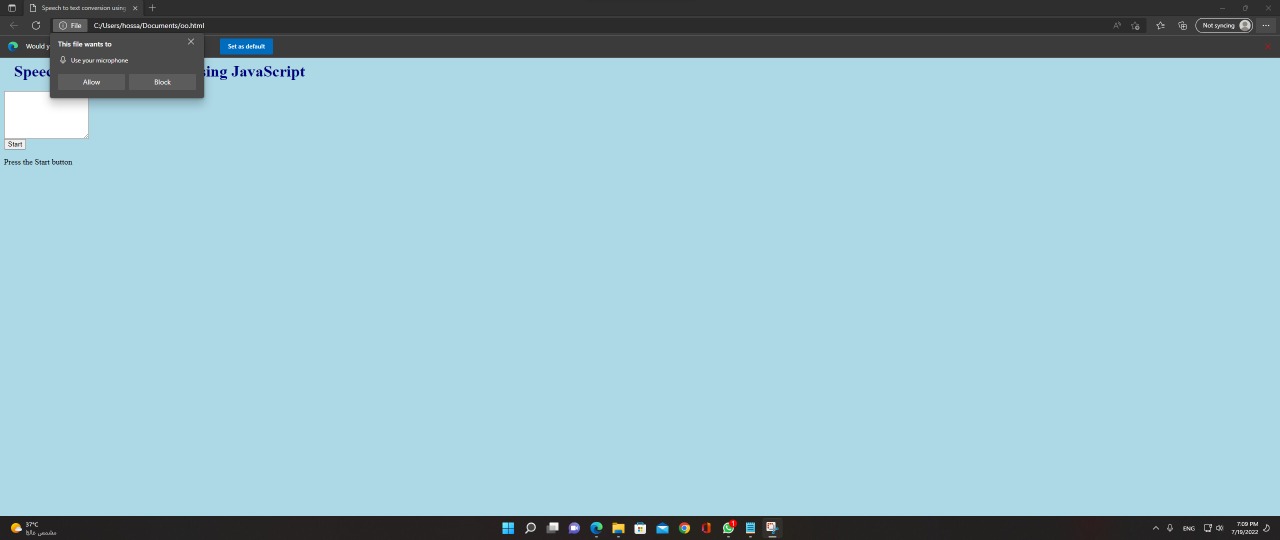 Speech to text conversion using
File
C:/Users/hossa/Documents/oo.html
Not syncing
Would y
Set as default
This file wants to
Use your microphone
Allow
Block
Speec
sing JavaScript
Start
Press the Start button
37°C
مشمس غالبًا
1
ENG
7:09 PM
7/19/2022